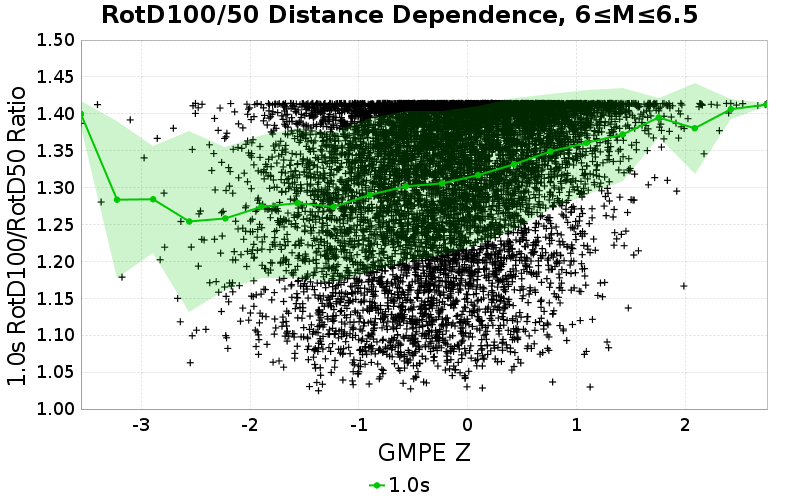 RotD100/50 Distance Dependence, 6≤M≤6.5
1.0s RotD100/RotD50 Ratio
1.50
1.45
1.40
1.35
1.30
1.25
1.20
1.15
1.10
1.05
1.00
-3 -2 -1 0 1 2
GMPE Z
1.0s